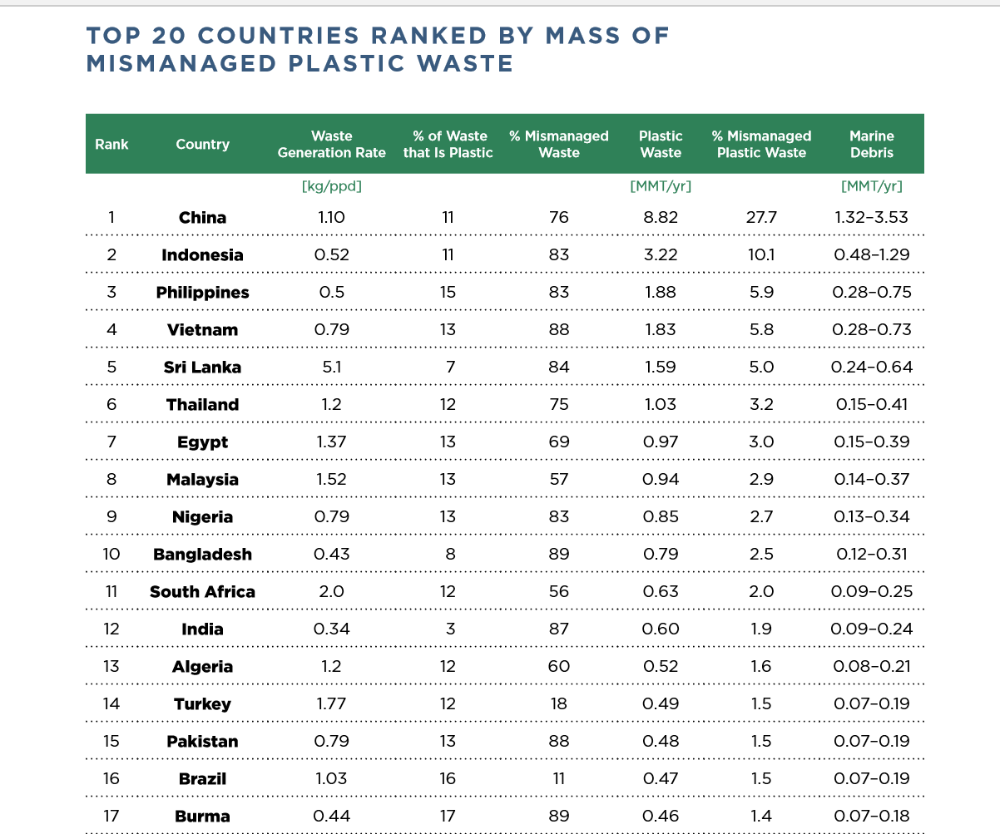 TOP 20 COUNTRIES RANKED BY MASS OF
MISMANAGED PLASTIC WASTE
Rank Country Waste Generation Rate % of Waste that Is Plastic % Mismanaged Waste Plastic Waste % Mismanaged Plastic Waste Marine Debris
[kg/ppd] [MMT/yr] [MMT/yr]
1 China 1.10 11 76 8.82 27.7 1.32–3.53
2 Indonesia 0.52 11 83 3.22 10.1 0.48–1.29
3 Philippines 0.5 15 83 1.88 5.9 0.28–0.75
4 Vietnam 0.79 13 88 1.83 5.8 0.28–0.73
5 Sri Lanka 5.1 7 84 1.59 5.0 0.24–0.64
6 Thailand 1.2 12 75 1.03 3.2 0.15–0.41
7 Egypt 1.37 13 69 0.97 3.0 0.15–0.39
8 Malaysia 1.52 13 57 0.94 2.9 0.14–0.37
9 Nigeria 0.79 13 83 0.85 2.7 0.13–0.34
10 Bangladesh 0.43 8 89 0.79 2.5 0.12–0.31
11 South Africa 2.0 12 56 0.63 2.0 0.09–0.25
12 India 0.34 3 87 0.60 1.9 0.09–0.24
13 Algeria 1.2 12 60 0.52 1.6 0.08–0.21
14 Turkey 1.77 12 18 0.49 1.5 0.07–0.19
15 Pakistan 0.79 13 88 0.48 1.5 0.07–0.19
16 Brazil 1.03 16 11 0.47 1.5 0.07–0.19
17 Burma 0.44 17 89 0.46 1.4 0.07–0.18